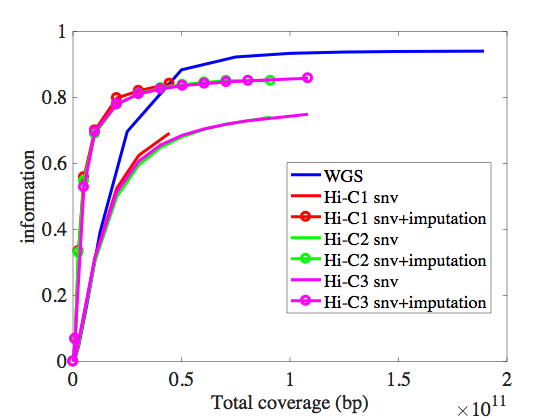 1
0.8
0.6
0.4
0.2
0
information
WGS
Hi-C1 snv
Hi-C1 snv+imputation
Hi-C2 snv
Hi-C2 snv+imputation
Hi-C3 snv
Hi-C3 snv+imputation
0 0.5 1 1.5 2
Total coverage (bp) ×10^11